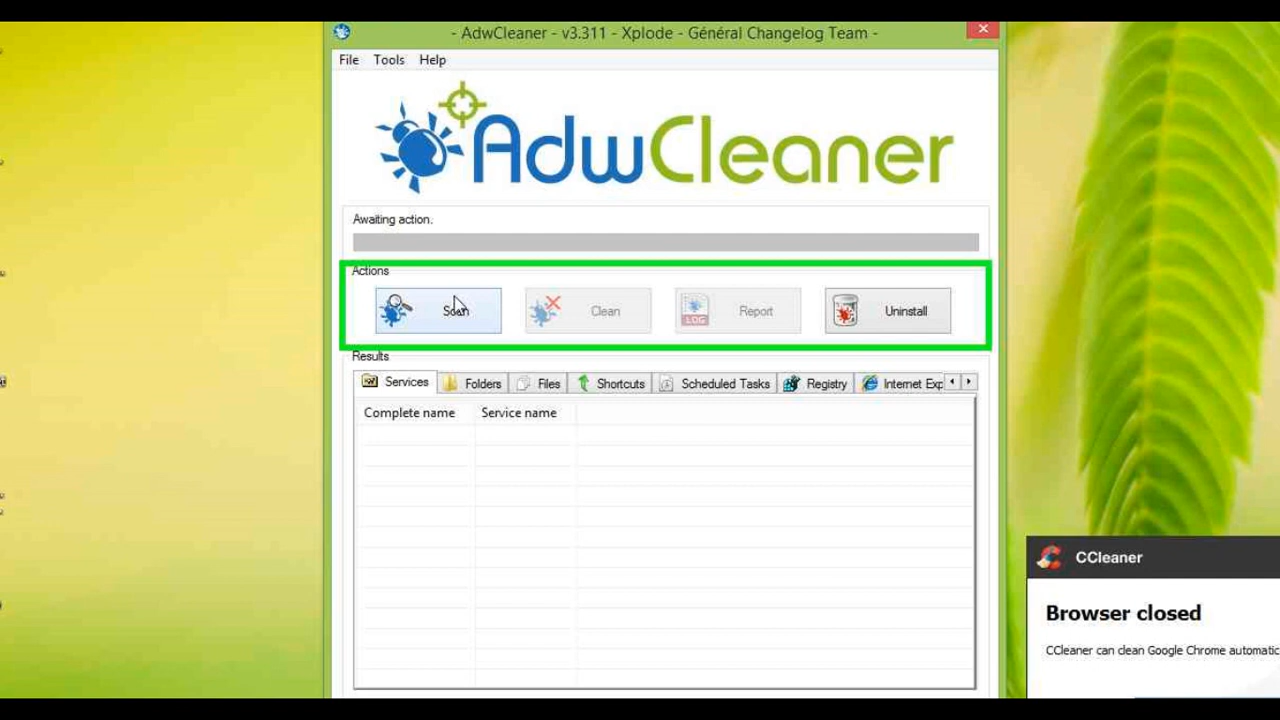 - AdwCleaner - v3.311 - Xplode - Général Changelog Team -
File Tools Help
AdwCleaner
Awaiting action.
Actions
Scan Clean Report Uninstall
LOG
Results
Services Folders Files Shortcuts Scheduled Tasks Registry Internet Exp
Complete name Service name
CCleaner
Browser closed
CCleaner can clean Google Chrome automatic